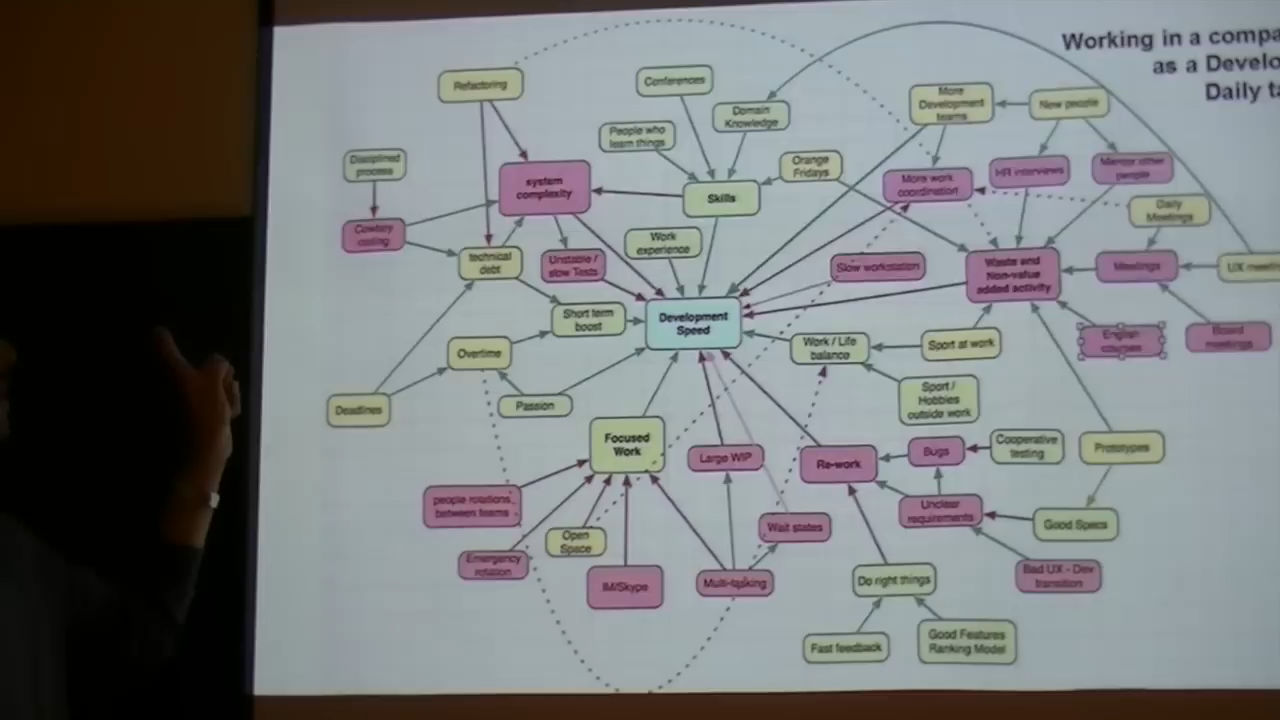 Working in a compa
as a Develo
Daily ta
Refactoring
Conferences
Domain
Knowledge
More
Development
teams
New people
People who
learn things
Disciplined
process
system
complexity
Orange
Fridays
More work
coordination
HR interviews
Mentor other
people
Skills
Daily
Meetings
Cowboy
coding
Work
experience
technical
debt
Unstable /
slow Tests
Slow workstation
Waste and
Non-value
added activity
Meetings
UX meetin
Short term
boost
Development
Speed
Work / Life
balance
Sport at work
English
courses
Board
meetings
Overtime
Sport /
Hobbies
outside work
Deadlines
Passion
Focused
Work
Large WIP
Re-work
Bugs
Cooperative
testing
Prototypes
people rotations
between teams
Unclear
requirements
Good Specs
Open
Space
Wait states
Emergency
rotation
IM/Skype
Multi-tasking
Do right things
Bad UX - Dev
transition
Fast feedback
Good Features
Ranking Model